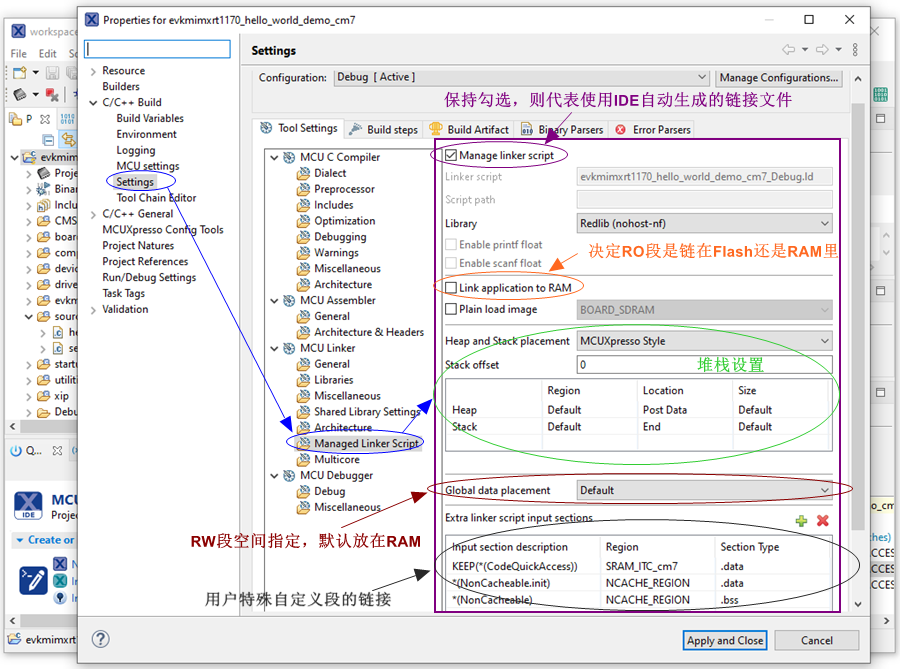 Properties for evkmimxrt1170_hello_world_demo_cm7
workspace
File Edit
Settings
Resource
Builders
C/C++ Build
Build Variables
Environment
Logging
MCU settings
Settings
Tool Chain Editor
C/C++ General
MCUXpresso Config Tools
Project Natures
Project References
Run/Debug Settings
Task Tags
Validation
Configuration:
Debug [ Active ]
Manage Configurations...
保持勾选，则代表使用IDE自动生成的链接文件
Tool Settings
Build steps
Build Artifact
Binary Parsers
Error Parsers
MCU C Compiler
Dialect
Preprocessor
Includes
Optimization
Debugging
Warnings
Miscellaneous
Architecture
MCU Assembler
General
Architecture & Headers
MCU Linker
General
Libraries
Miscellaneous
Shared Library Settings
Architecture
Managed Linker Script
Multicore
MCU Debugger
Debug
Miscellaneous
Manage linker script
Linker script
evkmimxrt1170_hello_world_demo_cm7_Debug.ld
Script path
Library
Redlib (nohost-nf)
Enable printf float
Enable scanf float
决定RO段是链在Flash还是RAM里
Link application to RAM
Plain load image
BOARD_SDRAM
Heap and Stack placement
MCUXpresso Style
Stack offset
0
堆栈设置
Region Location Size
Heap Default Post Data Default
Stack Default End Default
Global data placement
Default
RW段空间指定，默认放在RAM
Extra linker script input sections
Input section description Region Section Type
KEEP(*(CodeQuickAccess)) SRAM_ITC_cm7 .data
*(NonCacheable.init) NCACHE_REGION .data
*(NonCacheable) NCACHE_REGION .bss
用户特殊自定义段的链接
Apply and Close
Cancel
P
evkmim
Proje
Binar
Inclu
CMS
boar
com
devic
drive
evkm
sour
he
se
startu
utiliti
xip
Debu
Q...
MCU
IDE
Projec
Create or
evkmimxrt